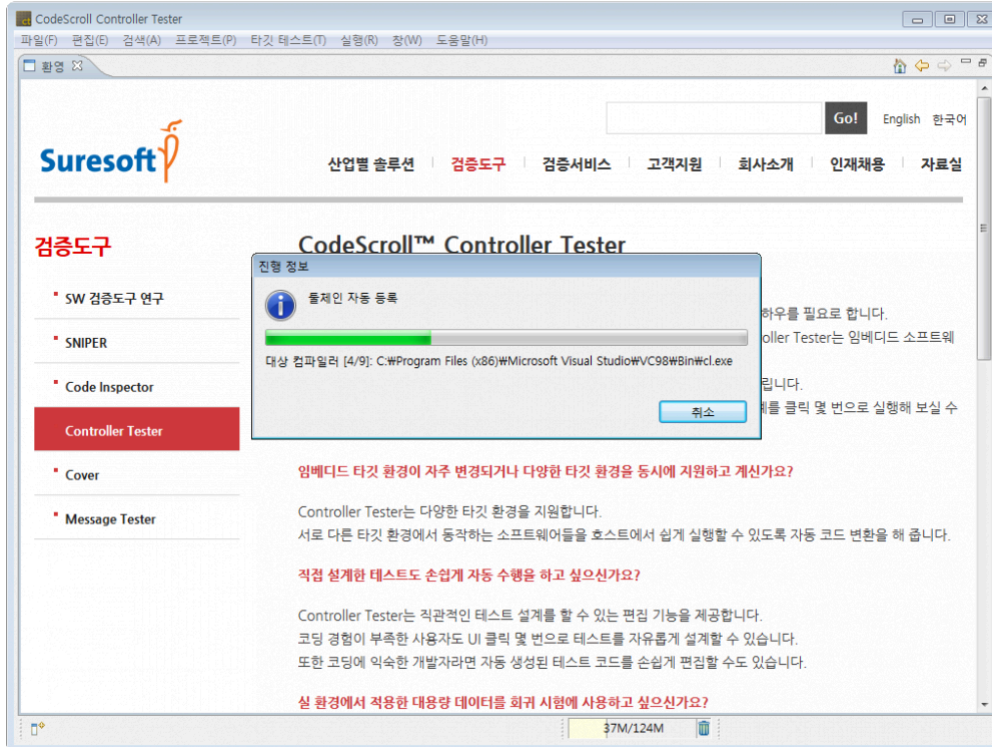 CodeScroll Controller Tester
파일(F) 편집(E) 검색(A) 프로젝트(P) 타깃 테스트(T) 실행(R) 창(W) 도움말(H)
환영
Go! English 한국어
Suresoft
산업별 솔루션 검증도구 검증서비스 고객지원 회사소개 인재채용 자료실
검증도구
SW 검증도구 연구
SNIPER
Code Inspector
Controller Tester
Cover
Message Tester
CodeScroll™ Controller Tester
진행 정보
툴체인 자동 등록
대상 컴파일러 [4/9]: C:₩Program Files (x86)₩Microsoft Visual Studio₩VC98₩Bin₩cl.exe
취소
하우를 필요로 합니다.
oller Tester는 임베디드 소프트웨
립니다.
를 클릭 몇 번으로 실행해 보실 수
임베디드 타깃 환경이 자주 변경되거나 다양한 타깃 환경을 동시에 지원하고 계신가요?
Controller Tester는 다양한 타깃 환경을 지원합니다.
서로 다른 타깃 환경에서 동작하는 소프트웨어들을 호스트에서 쉽게 실행할 수 있도록 자동 코드 변환을 해 줍니다.
직접 설계한 테스트도 손쉽게 자동 수행을 하고 싶으신가요?
Controller Tester는 직관적인 테스트 설계를 할 수 있는 편집 기능을 제공합니다.
코딩 경험이 부족한 사용자도 UI 클릭 몇 번으로 테스트를 자유롭게 설계할 수 있습니다.
또한 코딩에 익숙한 개발자라면 자동 생성된 테스트 코드를 손쉽게 편집할 수도 있습니다.
실 환경에서 적용한 대용량 데이터를 회귀 시험에 사용하고 싶으신가요?
37M/124M